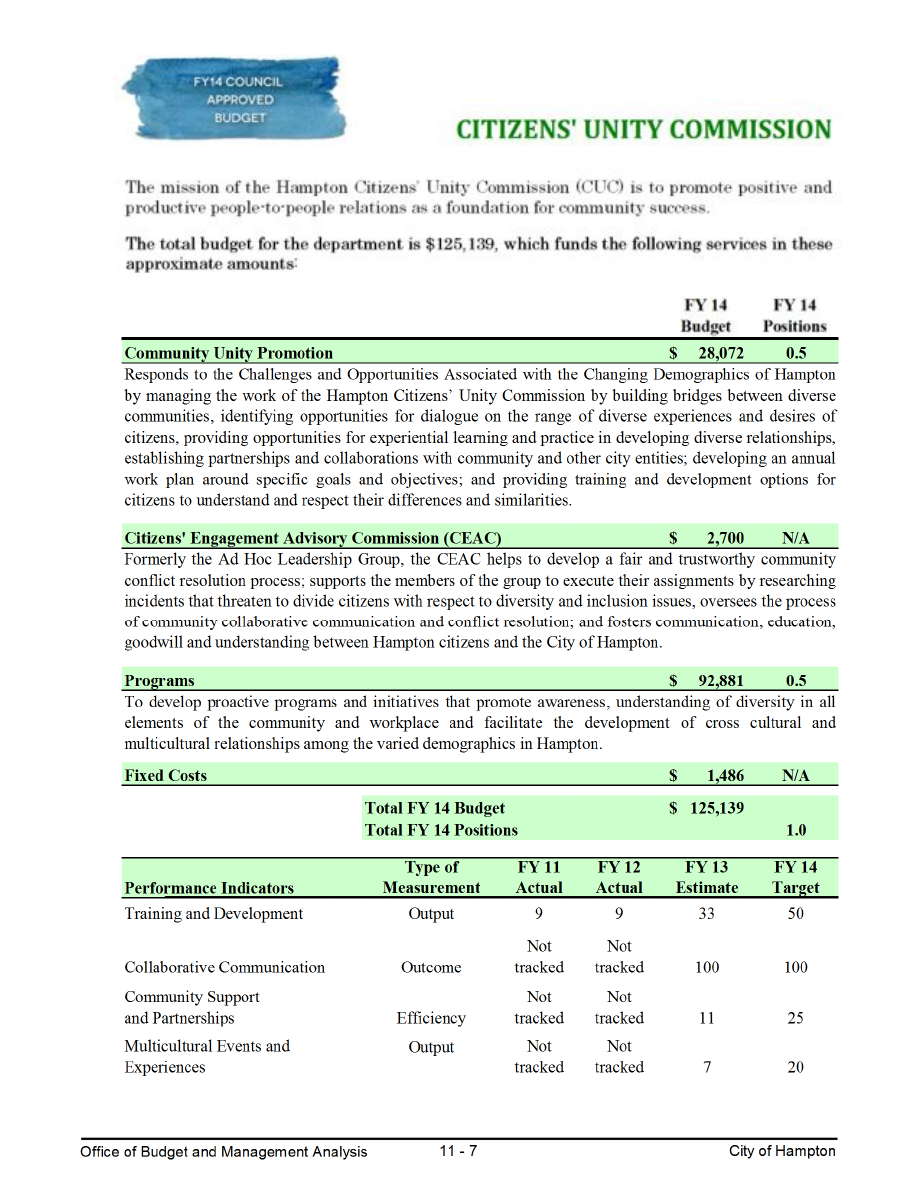 FY14 COUNCIL
APPROVED
BUDGET
CITIZENS' UNITY COMMISSION
The mission of the Hampton Citizens' Unity Commission (CUC) is to promote positive and
productive people-to-people relations as a foundation for community success.
The total budget for the department is $125,139, which funds the following services in these
approximate amounts:
FY 14 FY 14
Budget Positions
Community Unity Promotion $ 28,072 0.5
Responds to the Challenges and Opportunities Associated with the Changing Demographics of Hampton
by managing the work of the Hampton Citizens' Unity Commission by building bridges between diverse
communities, identifying opportunities for dialogue on the range of diverse experiences and desires of
citizens, providing opportunities for experiential learning and practice in developing diverse relationships,
establishing partnerships and collaborations with community and other city entities; developing an annual
work plan around specific goals and objectives; and providing training and development options for
citizens to understand and respect their differences and similarities.
Citizens' Engagement Advisory Commission (CEAC) $ 2,700 N/A
Formerly the Ad Hoc Leadership Group, the CEAC helps to develop a fair and trustworthy community
conflict resolution process; supports the members of the group to execute their assignments by researching
incidents that threaten to divide citizens with respect to diversity and inclusion issues, oversees the process
of community collaborative communication and conflict resolution; and fosters communication, education,
goodwill and understanding between Hampton citizens and the City of Hampton.
Programs $ 92,881 0.5
To develop proactive programs and initiatives that promote awareness, understanding of diversity in all
elements of the community and workplace and facilitate the development of cross cultural and
multicultural relationships among the varied demographics in Hampton.
Fixed Costs $ 1,486 N/A
Total FY 14 Budget $ 125,139
Total FY 14 Positions 1.0
Type of FY 11 FY 12 FY 13 FY 14
Performance Indicators Measurement Actual Actual Estimate Target
Training and Development Output 9 9 33 50
Not Not
Collaborative Communication Outcome tracked tracked 100 100
Community Support Not Not
and Partnerships Efficiency tracked tracked 11 25
Multicultural Events and Output Not Not
Experiences tracked tracked 7 20
Office of Budget and Management Analysis 11 - 7 City of Hampton